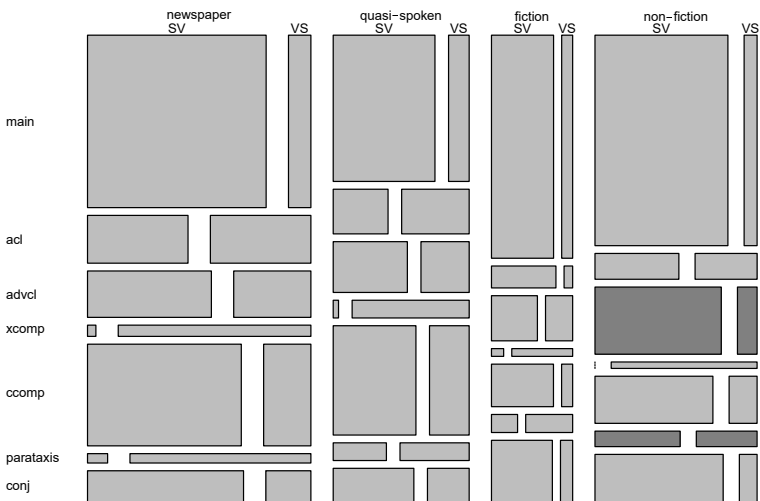 newspaper quasi−spoken fiction non−fiction
SV VS SV VS SV VS SV VS
main
acl
advcl
xcomp
ccomp
parataxis
conj